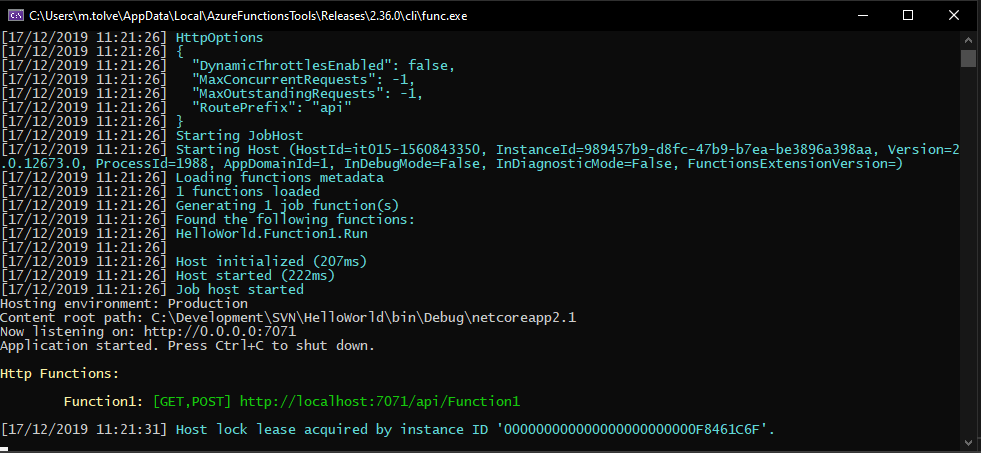 C:\Users\m.tolve\AppData\Local\AzureFunctionsTools\Releases\2.36.0\cli\func.exe
[17/12/2019 11:21:26] HttpOptions
[17/12/2019 11:21:26] {
[17/12/2019 11:21:26]   "DynamicThrottlesEnabled": false,
[17/12/2019 11:21:26]   "MaxConcurrentRequests": -1,
[17/12/2019 11:21:26]   "MaxOutstandingRequests": -1,
[17/12/2019 11:21:26]   "RoutePrefix": "api"
[17/12/2019 11:21:26] }
[17/12/2019 11:21:26] Starting JobHost
[17/12/2019 11:21:26] Starting Host (HostId=it015-1560843350, InstanceId=989457b9-d8fc-47b9-b7ea-be3896a398aa, Version=2
.0.12673.0, ProcessId=1988, AppDomainId=1, InDebugMode=False, InDiagnosticMode=False, FunctionsExtensionVersion=)
[17/12/2019 11:21:26] Loading functions metadata
[17/12/2019 11:21:26] 1 functions loaded
[17/12/2019 11:21:26] Generating 1 job function(s)
[17/12/2019 11:21:26] Found the following functions:
[17/12/2019 11:21:26] HelloWorld.Function1.Run
[17/12/2019 11:21:26]
[17/12/2019 11:21:26] Host initialized (207ms)
[17/12/2019 11:21:26] Host started (222ms)
[17/12/2019 11:21:26] Job host started
Hosting environment: Production
Content root path: C:\Development\SVN\HelloWorld\bin\Debug\netcoreapp2.1
Now listening on: http://0.0.0.0:7071
Application started. Press Ctrl+C to shut down.
Http Functions:
Function1: [GET,POST] http://localhost:7071/api/Function1
[17/12/2019 11:21:31] Host lock lease acquired by instance ID '000000000000000000000000F8461C6F'.